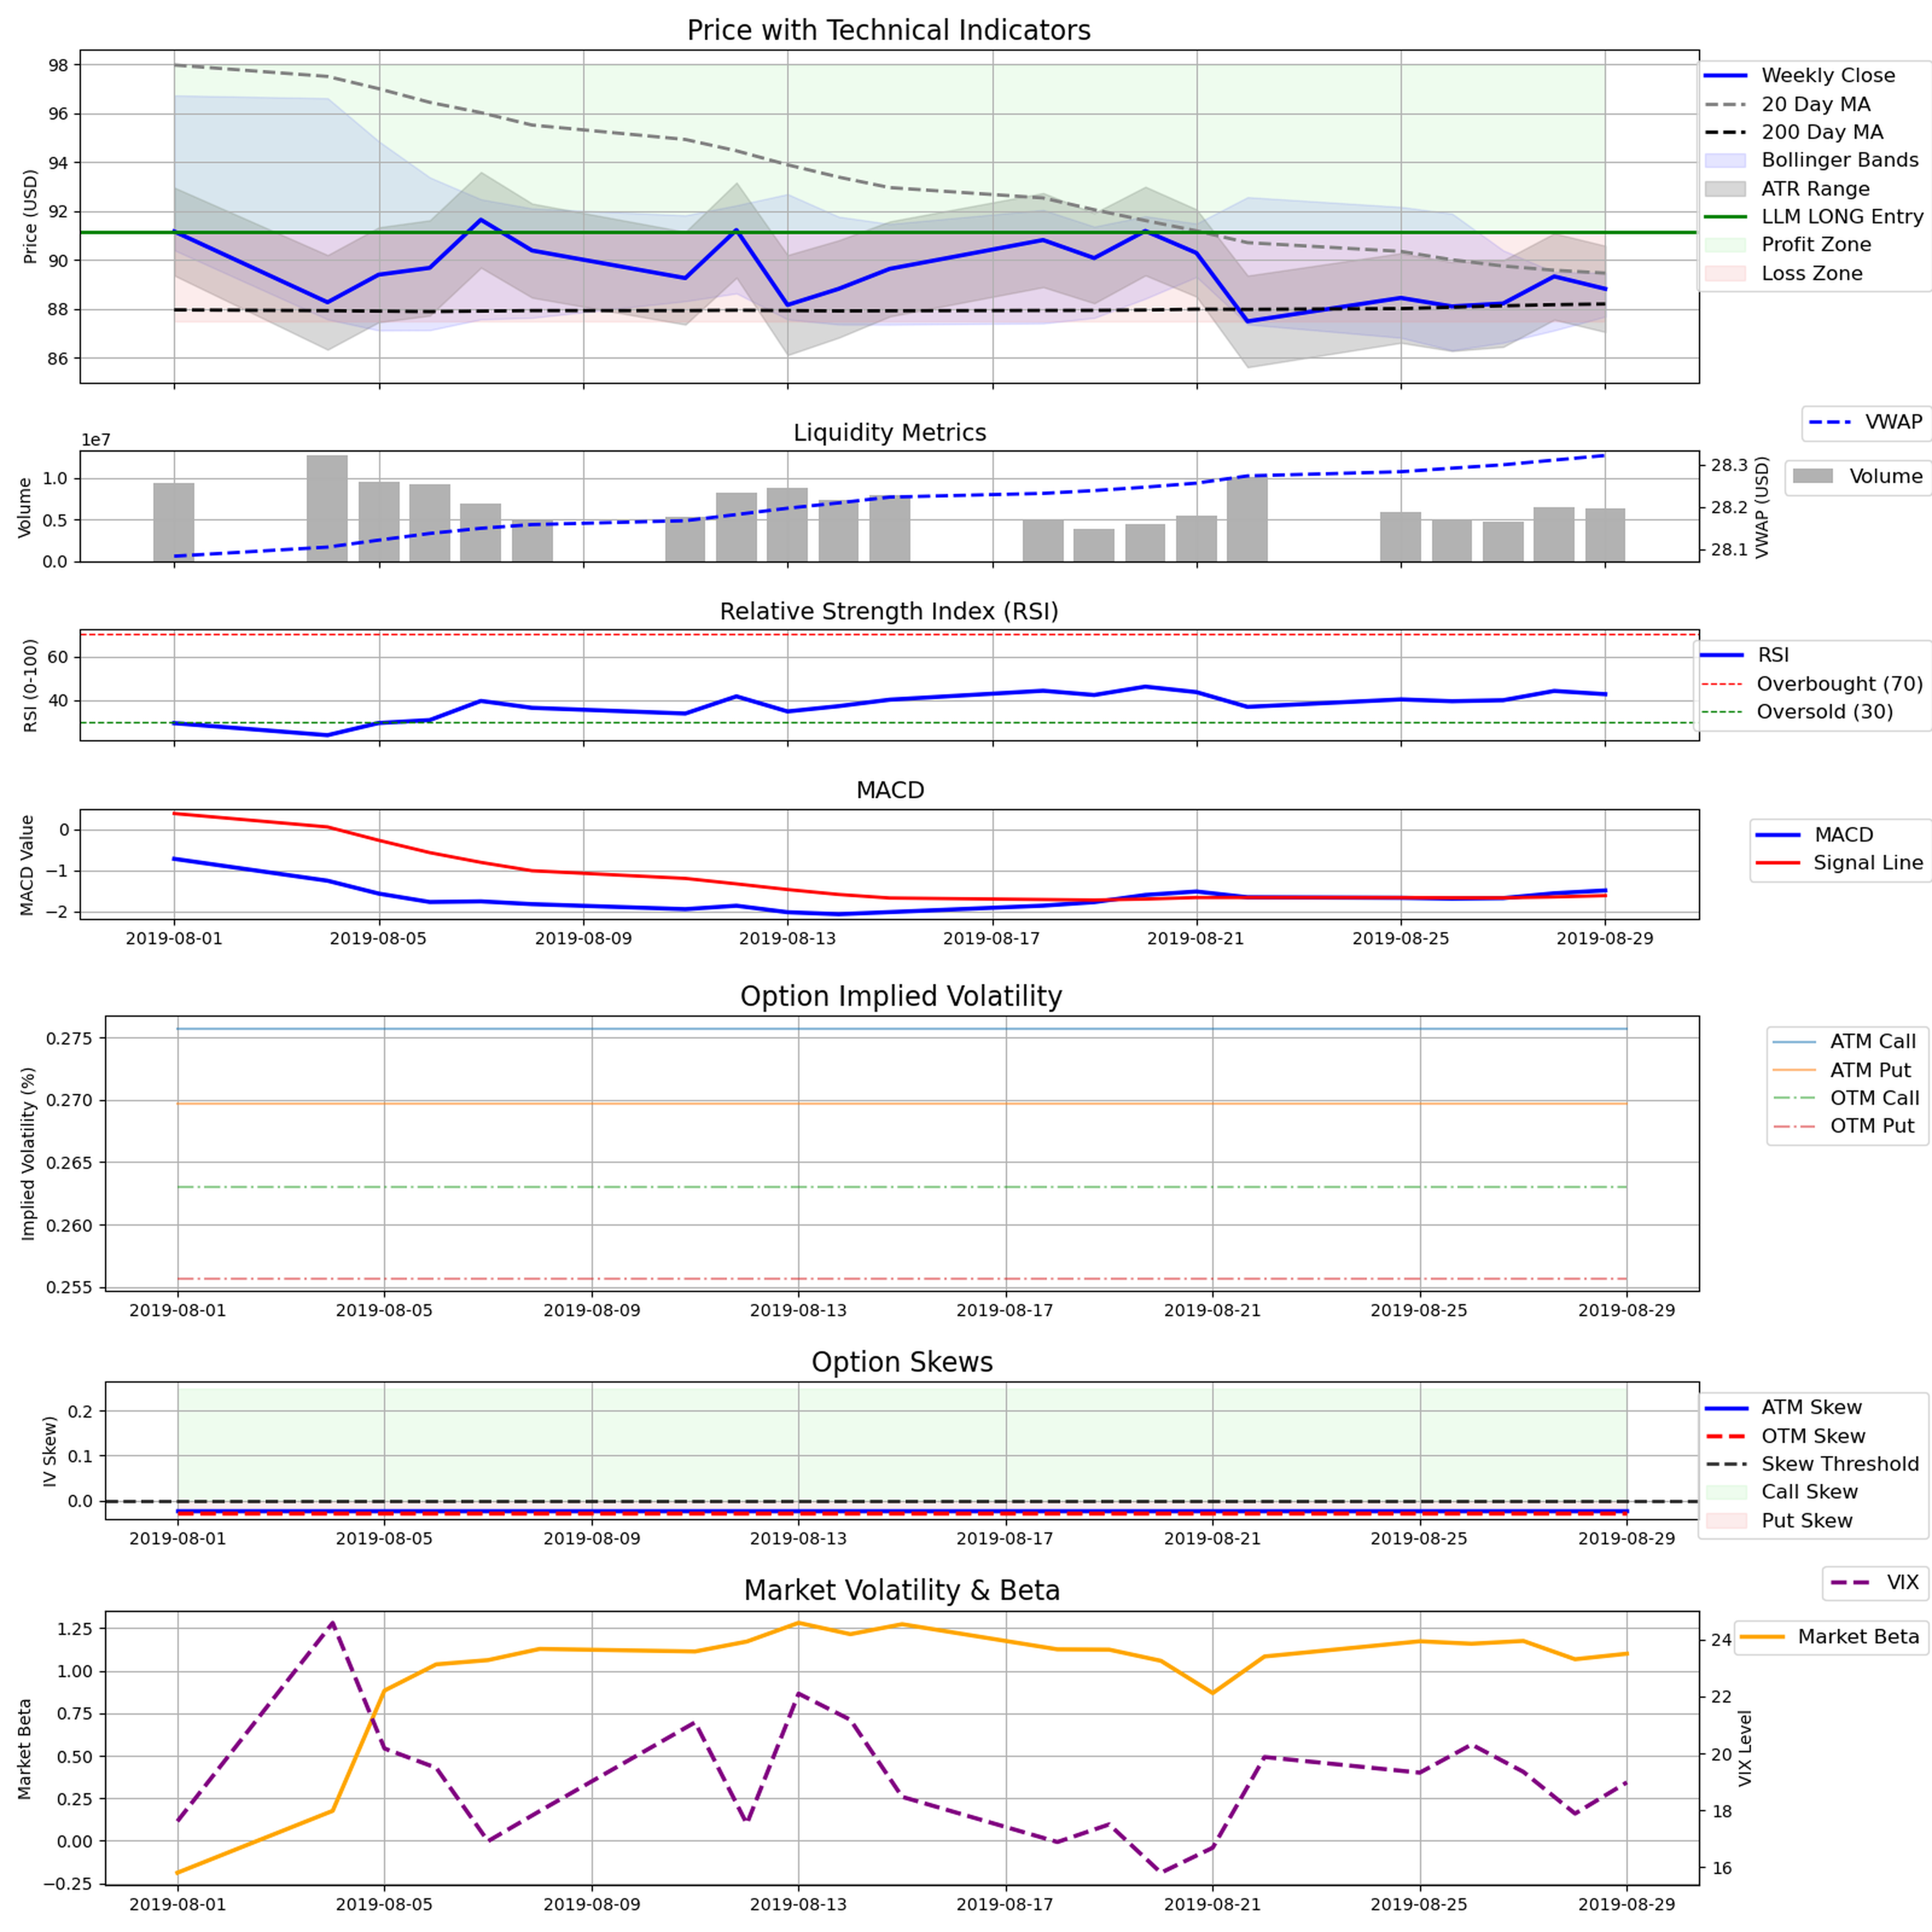 Price with Technical Indicators
Price (USD)
98
96
94
92
90
88
86
Weekly Close
20 Day MA
200 Day MA
Bollinger Bands
ATR Range
LLM LONG Entry
Profit Zone
Loss Zone
Liquidity Metrics
1e7
Volume
1.0
0.5
0.0
28.3
28.2
28.1
VWAP (USD)
VWAP
Volume
Relative Strength Index (RSI)
RSI (0-100)
60
40
RSI
Overbought (70)
Oversold (30)
MACD
MACD Value
0
−1
−2
MACD
Signal Line
2019-08-01 2019-08-05 2019-08-09 2019-08-13 2019-08-17 2019-08-21 2019-08-25 2019-08-29
Option Implied Volatility
Implied Volatility (%)
0.275
0.270
0.265
0.260
0.255
ATM Call
ATM Put
OTM Call
OTM Put
2019-08-01 2019-08-05 2019-08-09 2019-08-13 2019-08-17 2019-08-21 2019-08-25 2019-08-29
Option Skews
IV Skew)
0.2
0.1
0.0
ATM Skew
OTM Skew
Skew Threshold
Call Skew
Put Skew
2019-08-01 2019-08-05 2019-08-09 2019-08-13 2019-08-17 2019-08-21 2019-08-25 2019-08-29
Market Volatility & Beta
Market Beta
1.25
1.00
0.75
0.50
0.25
0.00
−0.25
24
22
20
18
16
VIX Level
VIX
Market Beta
2019-08-01 2019-08-05 2019-08-09 2019-08-13 2019-08-17 2019-08-21 2019-08-25 2019-08-29